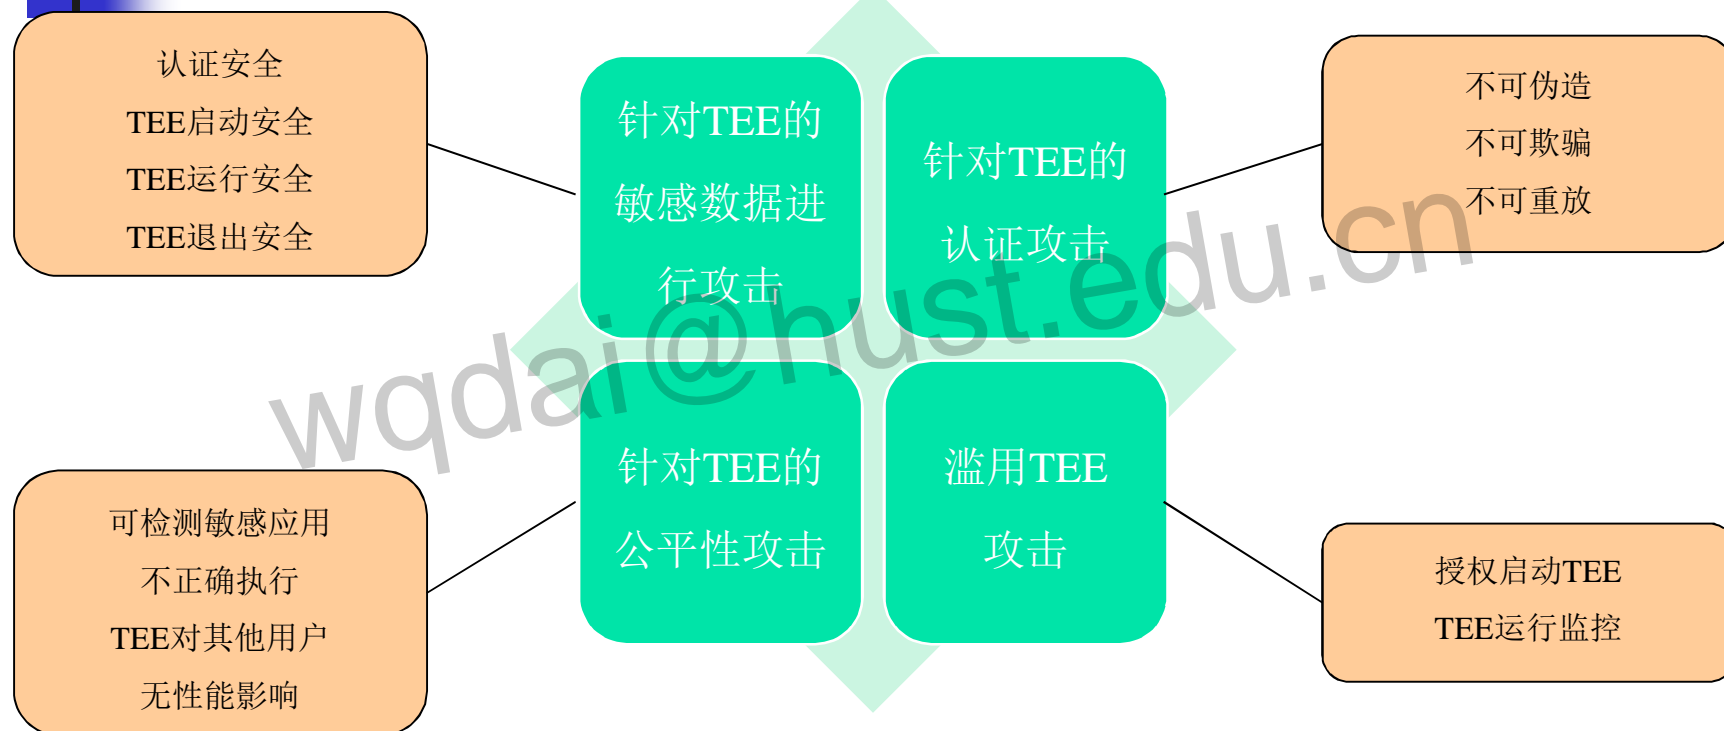 认证安全
TEE启动安全
TEE运行安全
TEE退出安全
针对TEE的
敏感数据进
行攻击
针对TEE的
认证攻击
不可伪造
不可欺骗
不可重放
wqdai@hust.edu.cn
可检测敏感应用
不正确执行
TEE对其他用户
无性能影响
针对TEE的
公平性攻击
滥用TEE
攻击
授权启动TEE
TEE运行监控